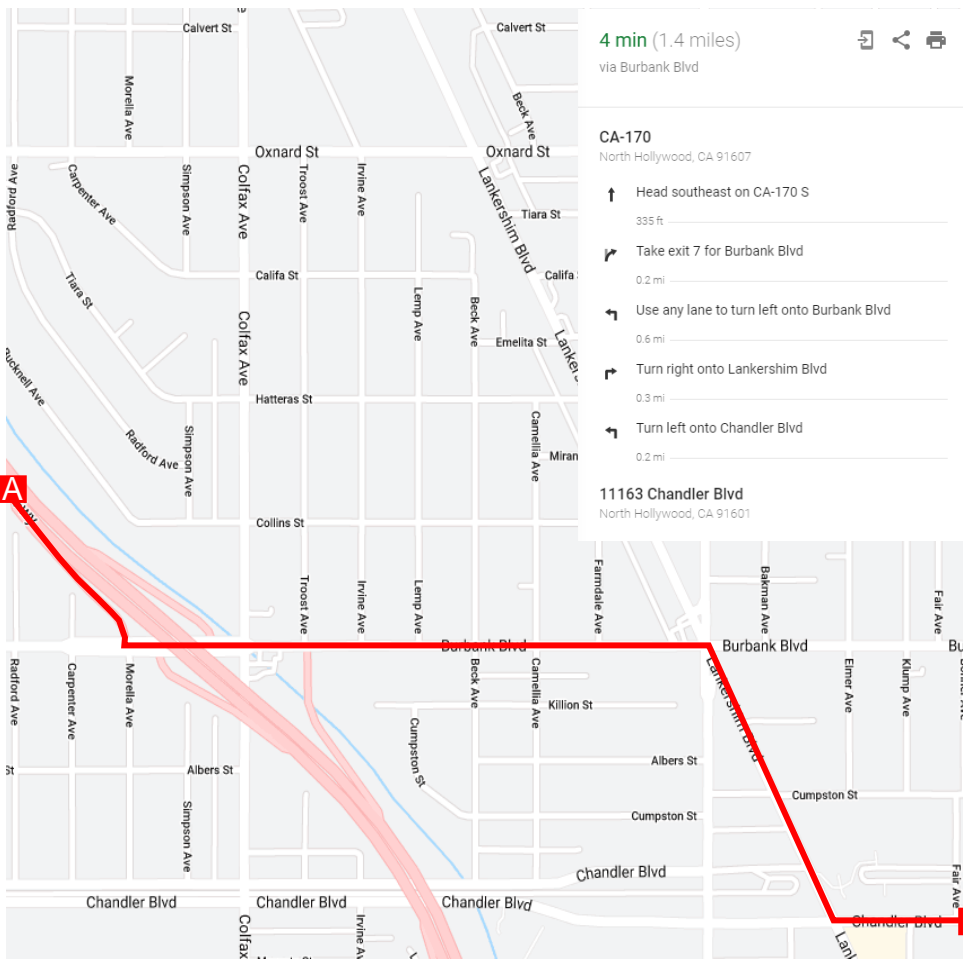 4 min (1.4 miles)
via Burbank Blvd
CA-170
North Hollywood, CA 91607
Head southeast on CA-170 S
335 ft
Take exit 7 for Burbank Blvd
0.2 mi
Use any lane to turn left onto Burbank Blvd
0.6 mi
Turn right onto Lankershim Blvd
0.3 mi
Turn left onto Chandler Blvd
0.2 mi
11163 Chandler Blvd
North Hollywood, CA 91601
Calvert St
Calvert St
Morella Ave
Beck Ave
Oxnard St
Oxnard St
Radford Ave
Carpenter Ave
Simpson Ave
Colfax Ave
Troost Ave
Irvine Ave
Lankershim Blvd
Tiara St
Tiara St
Califa St
Califa
Lemp Ave
Beck Ave
Colfax Ave
Emelita St
Lankers
Bucknell Ave
Hatteras St
Radford Ave
Simpson Ave
Camellia Ave
Miran
A
wy
Collins St
Troost Ave
Irvine Ave
Lemp Ave
Farmdale Ave
Bakman Ave
Fair Ave
Burbank Blvd
Burbank Blvd
Bu
Radford Ave
Carpenter Ave
Morella Ave
Beck Ave
Camellia Ave
Lankershim Blvd
Elmer Ave
Klump Ave
Killion St
Cumpston St
St
Albers St
Albers St
Simpson Ave
Cumpston St
Cumpston St
Chandler Blvd
Fair Ave
Chandler Blvd
Chandler Blvd
Chandler Blvd
Chandler Blvd
Colfax
Irvine Ave
Lank